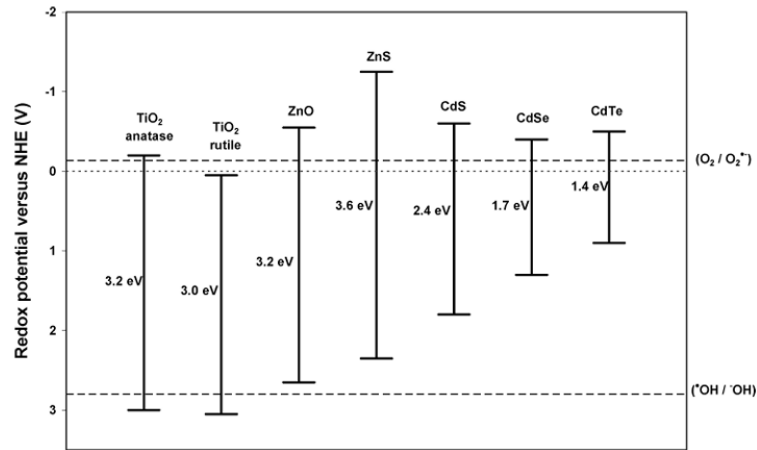 -2
-1
0
1
2
3
Redox potential versus NHE (V)
TiO₂
anatase
TiO₂
rutile
ZnO
ZnS
CdS
CdSe
CdTe
3.2 eV
3.0 eV
3.2 eV
3.6 eV
2.4 eV
1.7 eV
1.4 eV
(O₂ / O₂•⁻)
(•OH / ⁻OH)